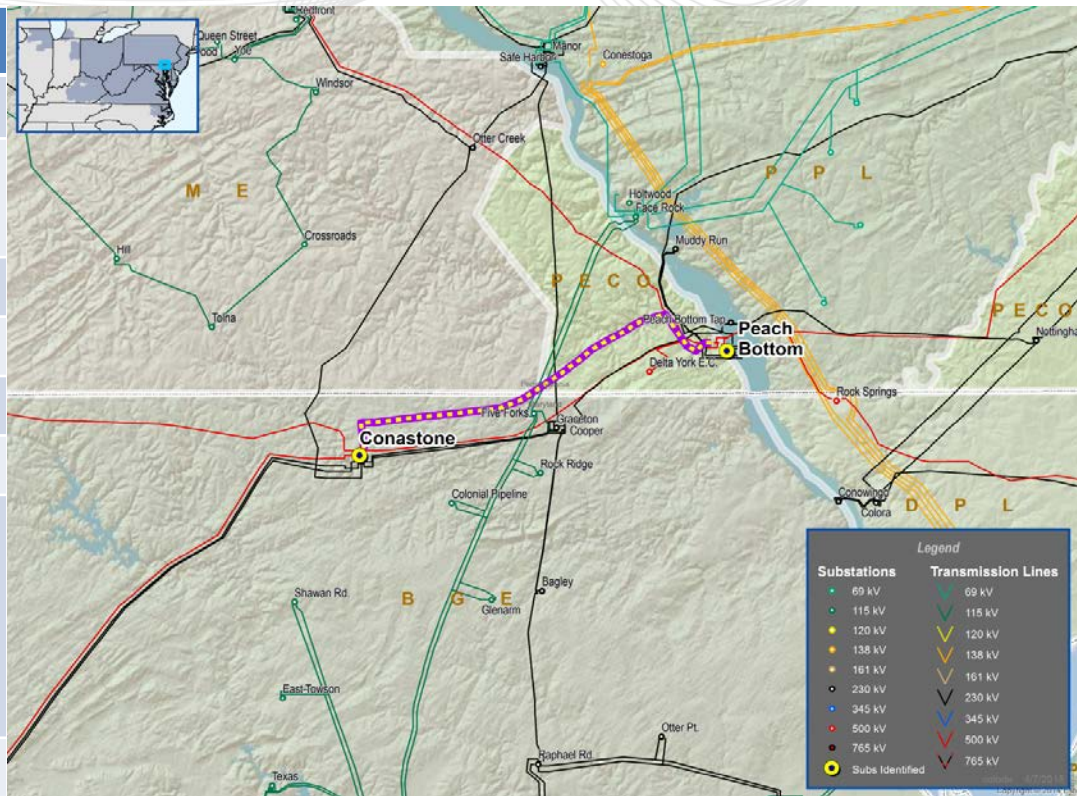 Redfront
Queen Street
Yoe
Windsor
Manor
Safe Harbor
Conestoga
Otter Creek
M E
P P L
Holtwood
Face Rock
Crossroads
Hill
Muddy Run
P E C O
P E C O
Tolna
Peach Bottom Tap
Peach
Bottom
Nottingham
Delta York E.C.
Rock Springs
Five Forks
Graceton
Cooper
Conastone
Rock Ridge
Colonial Pipeline
Conowingo
Colora
D P L
Bagley
Shawan Rd.
B G E
Glenarm
East-Towson
Otter Pt.
Raphael Rd.
Texas
Legend
Substations
Transmission Lines
69 kV
69 kV
115 kV
115 kV
120 kV
120 kV
138 kV
138 kV
161 kV
161 kV
230 kV
230 kV
345 kV
345 kV
500 kV
500 kV
765 kV
765 kV
Subs Identified